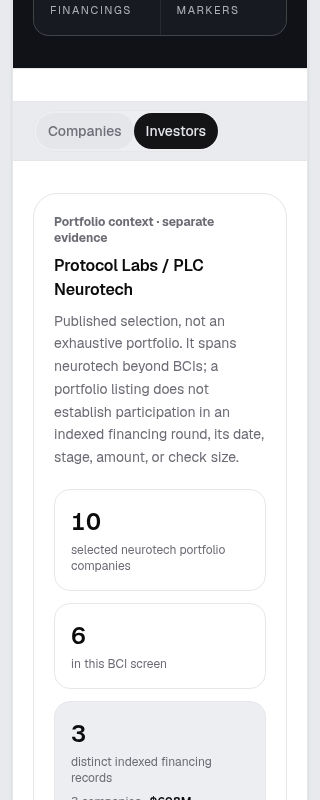 FINANCINGS MARKERS
Companies Investors
Portfolio context · separate
evidence
Protocol Labs / PLC
Neurotech
Published selection, not an
exhaustive portfolio. It spans
neurotech beyond BCIs; a
portfolio listing does not
establish participation in an
indexed financing round, its date,
stage, amount, or check size.
10
selected neurotech portfolio
companies
6
in this BCI screen
3
distinct indexed financing
records